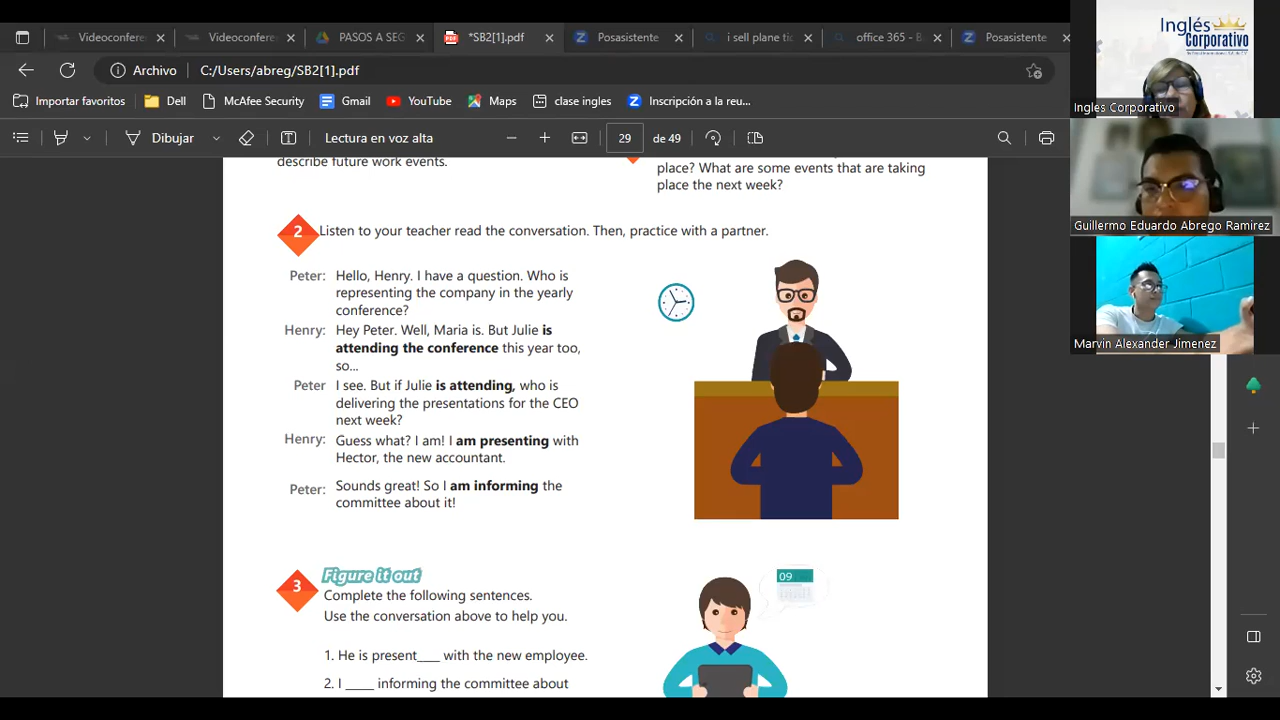 Videoconferen
Videoconferen
PASOS A SEG
*SB2[1].pdf
Posasistente
i sell plane tic
office 365 - B
Posasistente
Archivo C:/Users/abreg/SB2[1].pdf
Importar favoritos
Dell
McAfee Security
Gmail
YouTube
Maps
clase ingles
Inscripción a la reu...
Dibujar
Lectura en voz alta
29 de 49
describe future work events.
place? What are some events that are taking
place the next week?
2 Listen to your teacher read the conversation. Then, practice with a partner.
Peter: Hello, Henry. I have a question. Who is
representing the company in the yearly
conference?
Henry: Hey Peter. Well, Maria is. But Julie is
attending the conference this year too,
so...
Peter I see. But if Julie is attending, who is
delivering the presentations for the CEO
next week?
Henry: Guess what? I am! I am presenting with
Hector, the new accountant.
Peter: Sounds great! So I am informing the
committee about it!
3 Figure it out
Complete the following sentences.
Use the conversation above to help you.
1. He is present___ with the new employee.
2. I ____ informing the committee about
09
Inglés
Corporativo
Ingles Corporativo
Guillermo Eduardo Abrego Ramirez
Marvin Alexander Jimenez